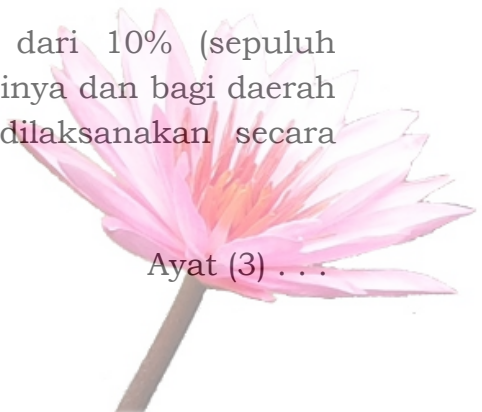 dari 10% (sepuluh
inya dan bagi daerah
dilaksanakan secara
Ayat (3) . . .